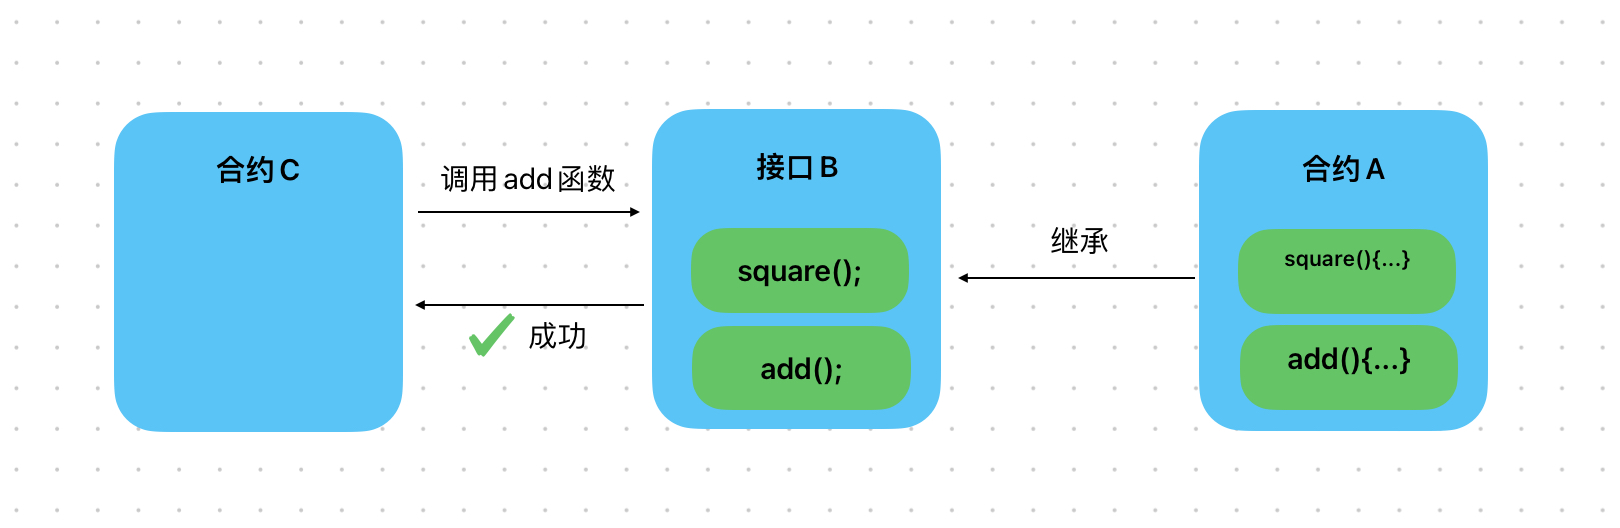 合约 C
调用 add 函数
成功
接口 B
square();
add();
继承
合约 A
square(){...}
add(){...}